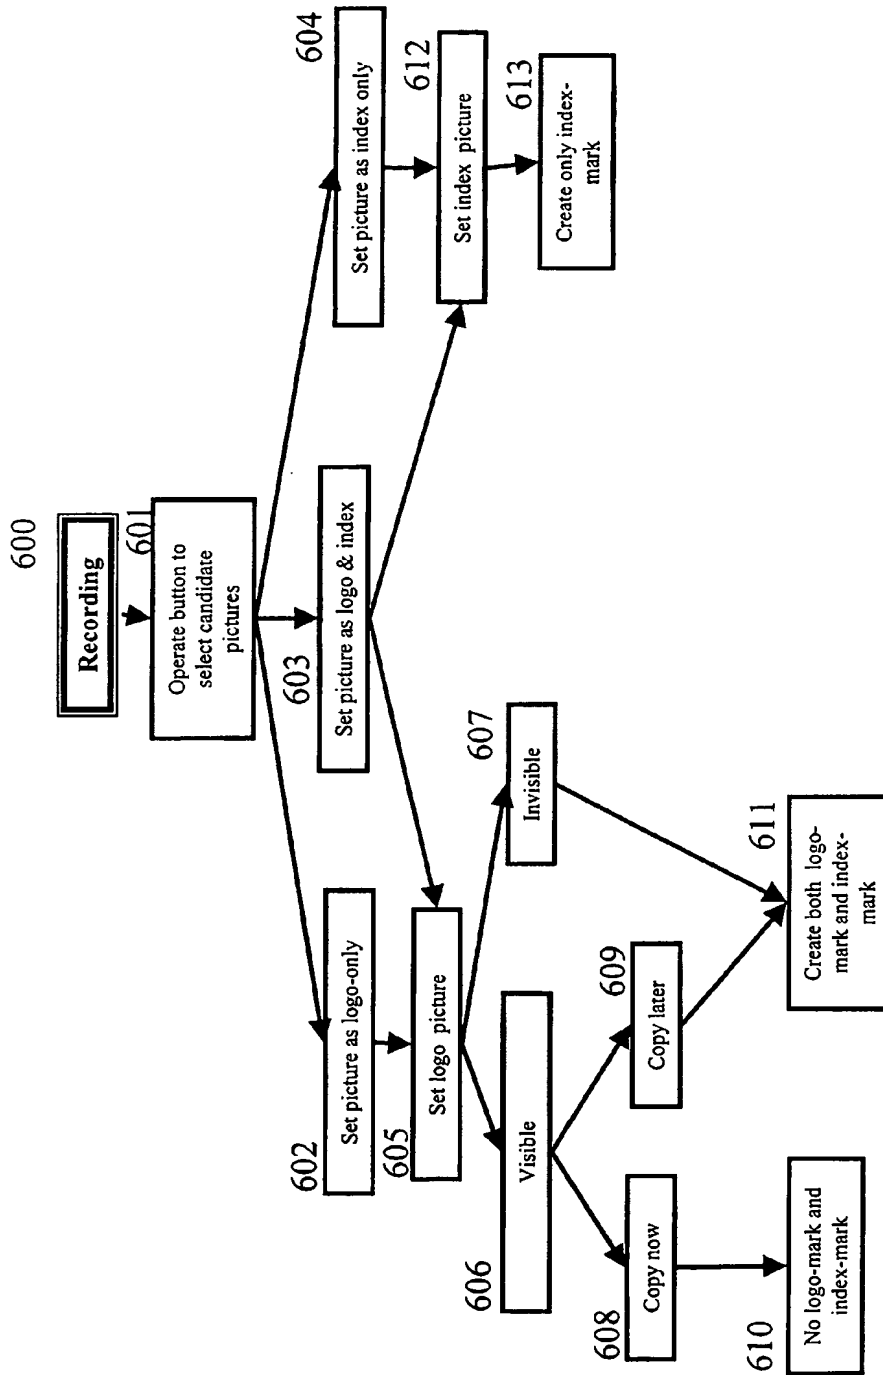 600
Recording
601
Operate button to
select candidate
pictures
602
Set picture as logo-only
603
Set picture as logo & index
604
Set picture as index only
605
Set logo picture
612
Set index picture
606
Visible
607
Invisible
613
Create only index-
mark
608
Copy now
609
Copy later
610
No logo-mark and
index-mark
611
Create both logo-
mark and index-
mark